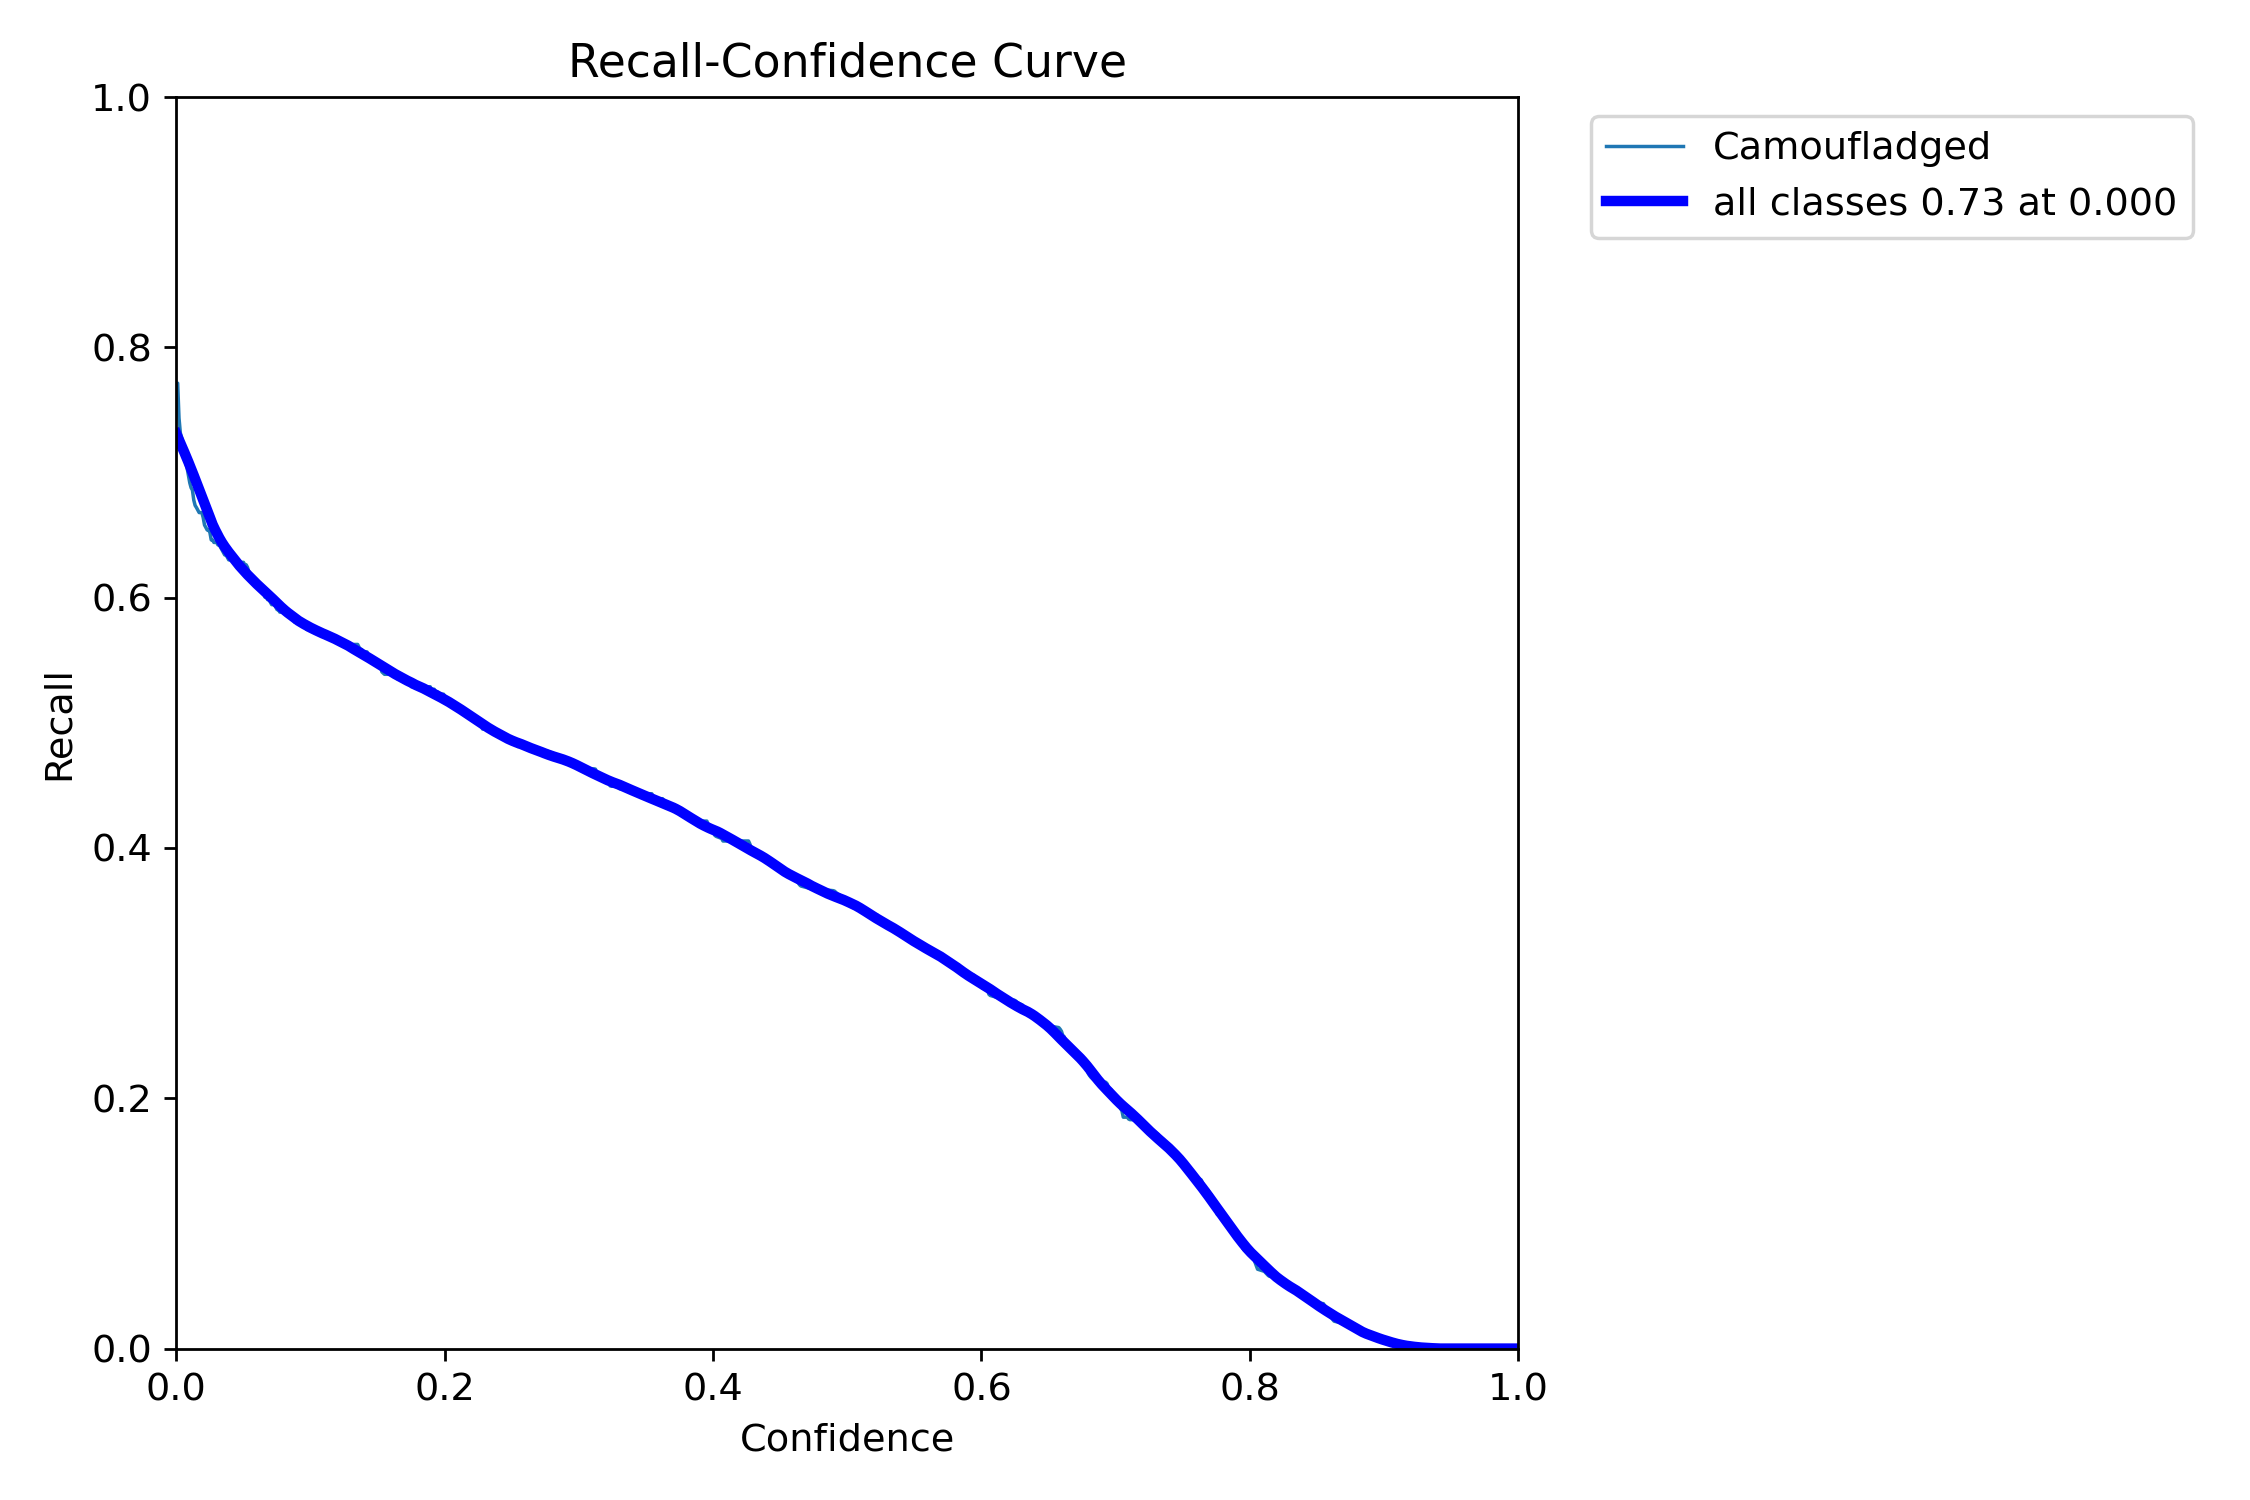 Recall-Confidence Curve
1.0
0.8
0.6
0.4
0.2
0.0
Recall
0.0 0.2 0.4 0.6 0.8 1.0
Confidence
Camoufladged
all classes 0.73 at 0.000